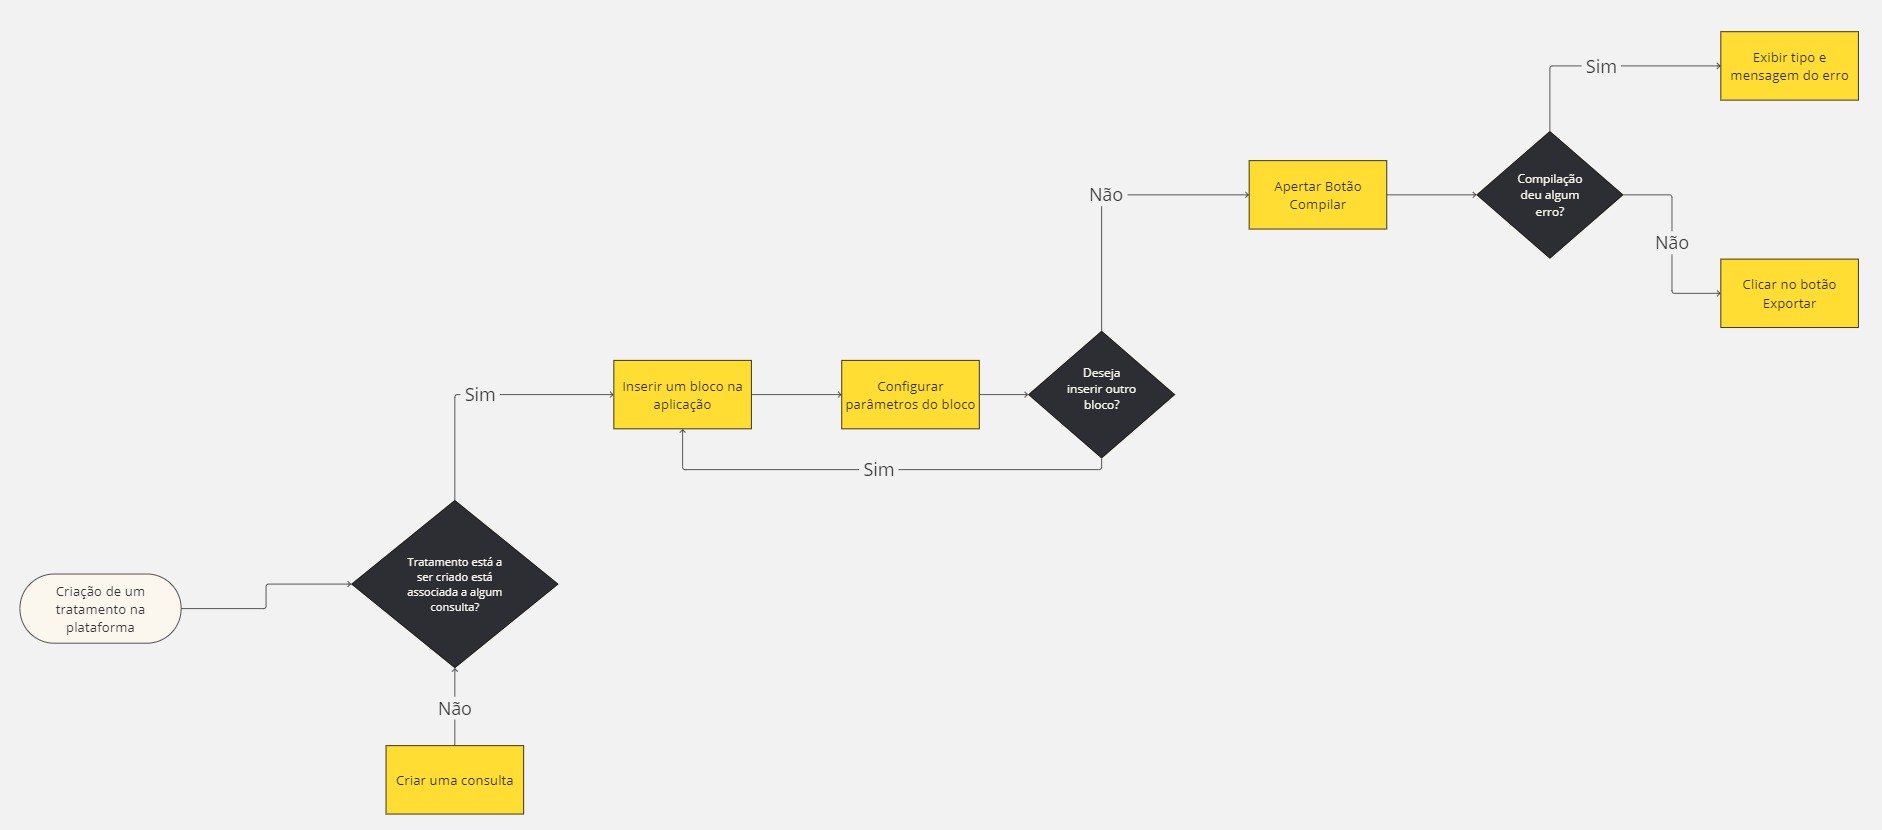 Criação de um
tratamento na
plataforma
Tratamento está a
ser criado está
associada a algum
consulta?
Não
Criar uma consulta
Sim
Inserir um bloco na
aplicação
Configurar
parâmetros do bloco
Deseja
inserir outro
bloco?
Sim
Não
Apertar Botão
Compilar
Compilação
deu algum
erro?
Sim
Exibir tipo e
mensagem do erro
Não
Clicar no botão
Exportar